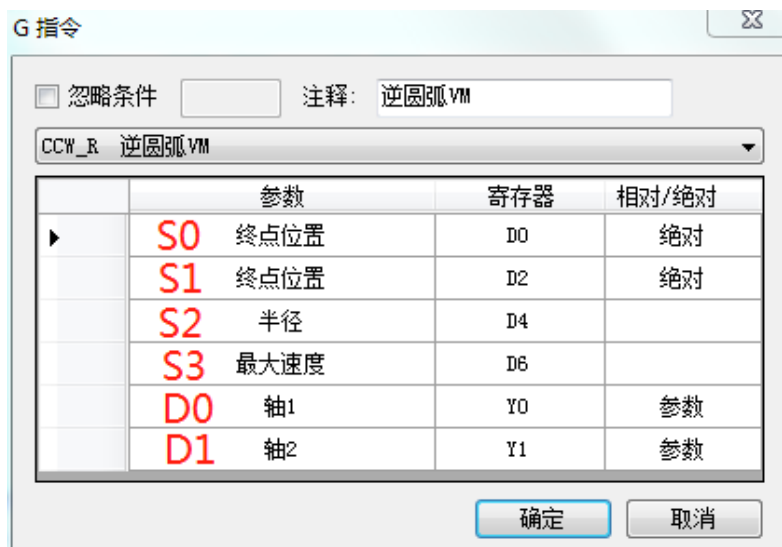 G 指令
忽略条件 注释: 逆圆弧VM
CCW_R 逆圆弧VM
参数 寄存器 相对/绝对
S0 终点位置 D0 绝对
S1 终点位置 D2 绝对
S2 半径 D4
S3 最大速度 D6
D0 轴1 Y0 参数
D1 轴2 Y1 参数
确定 取消